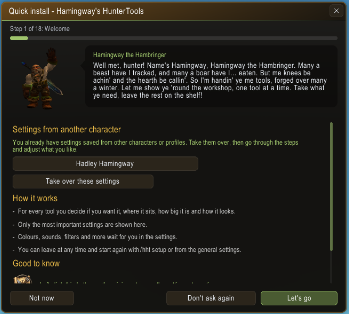 Quick Install - Hamingway's HunterTools
Step 1 of 18: Welcome
Hamingway the Hambringer
Well met, hunter! Name's Hamingway, the Hambringer. Many a
beast have I tracked, and many a boar have I... eaten. But me knees be
achin' and the hearth be callin'. So I'm handin' ye me tools, forged over many
a winter. Let me show ye 'round the workshop, one tool at a time. Take what
ye need, leave the rest on the shelf!
Settings from another character
You already have settings saved from other characters or profiles. Take them over, then go through the steps
and adjust what you like.
Hadley Hamingway
Take over these settings
How it works
- For every tool you decide if you want it, where it sits, how big it is and how it looks.
- Only the most important settings are shown here.
- Colours, sounds, filters and more wait for you in the settings.
- You can leave at any time and start again with /hht setup or from the general settings.
Good to know
Not now
Don't ask again
Let's go